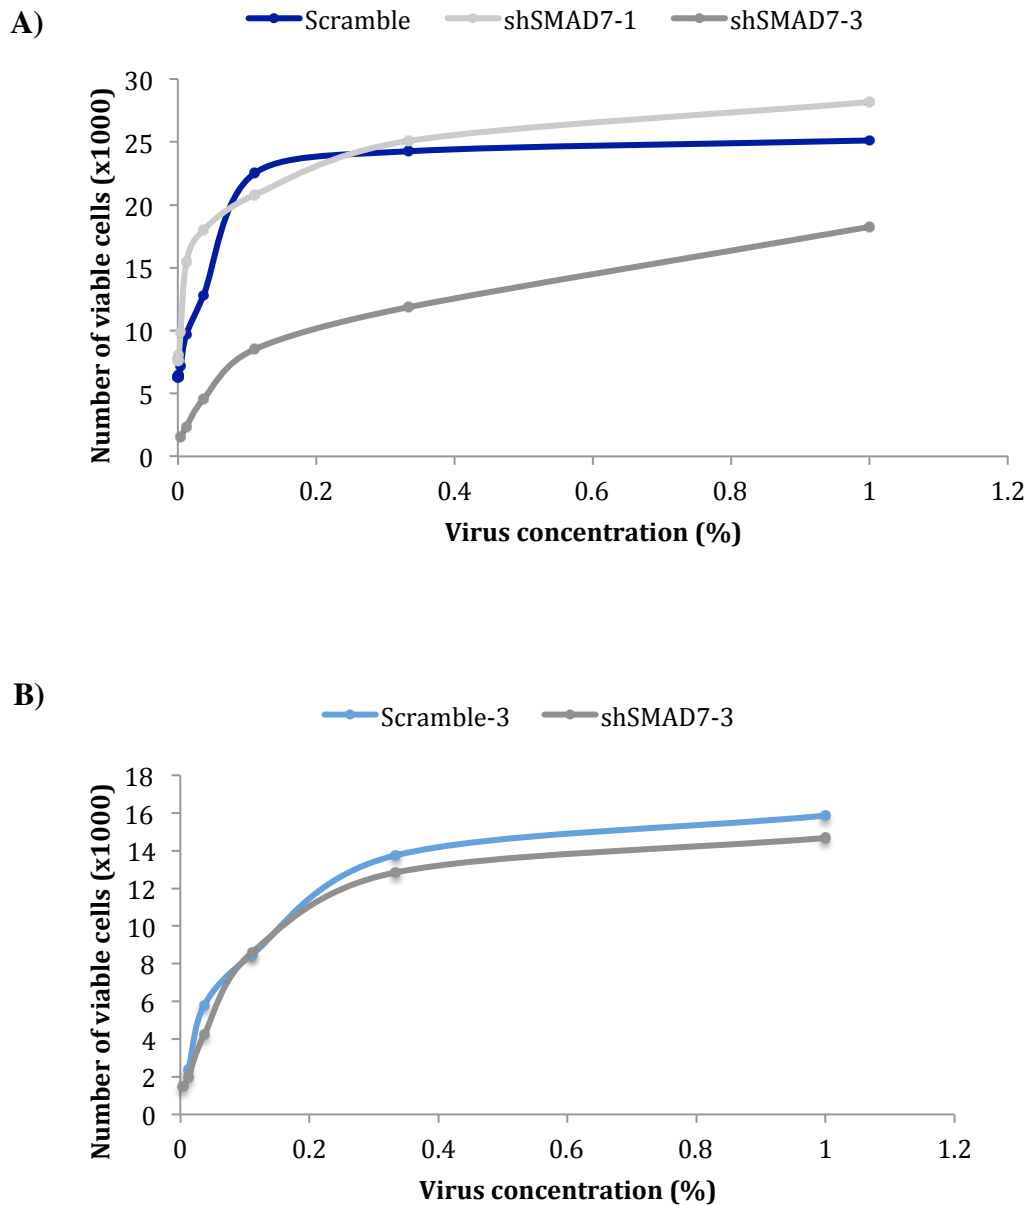 A)
Scramble shSMAD7-1 shSMAD7-3
Number of viable cells (x1000)
30
25
20
15
10
5
0
0 0.2 0.4 0.6 0.8 1 1.2
Virus concentration (%)
B)
Scramble-3 shSMAD7-3
Number of viable cells (x1000)
18
16
14
12
10
8
6
4
2
0
0 0.2 0.4 0.6 0.8 1 1.2
Virus concentration (%)